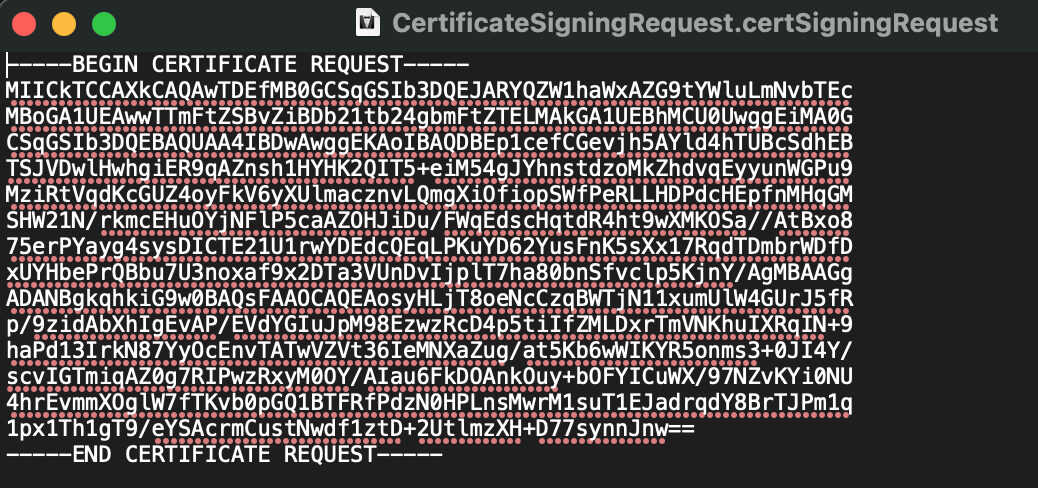 CertificateSigningRequest.certSigningRequest
-----BEGIN CERTIFICATE REQUEST-----
MIICkTCCAXkCAQAwTDEfMB0GCSqGSIb3DQEJARYQZW1haWxAZG9tYWluLmNvbTEc
MBoGA1UEAwwTTmFtZSBvZiBDb21tb24gbmFtZTELMAkGA1UEBhMCU0UwggEiMA0G
CSqGSIb3DQEBAQUAA4IBDwAwggEKAoIBAQDBEp1cefCGevjh5AYld4hTUBcSdhEB
TSJVDwlHwhgiER9qAZnsh1HYHK2QIT5+eiM54gJYhnstdzoMkZhdvqEyyunWGPu9
MziRtVqdKcGUZ4oyFkV6yXUlmacznvLQmgXiOfiopSWfPeRLLHDPdcHEpfnMHqGM
SHW21N/rkmcEHuOYjNFlP5caAZOHJiDu/FWqEdscHqtdR4ht9wXMKOSa//AtBxo8
75erPYayg4sysDICTE21U1rwYDEdcQEqLPKuYD62YusFnK5sXx17RqdTDmbrWDfD
xUYHbePrQBbu7U3noxaf9x2DTa3VUnDvIjplT7ha80bnSfvclp5KjnY/AgMBAAGg
ADANBgkqhkiG9w0BAQsFAAOCAQEAosyHLjT8oeNcCzqBWTjN11xumUlW4GUrJ5fR
p/9zidAbXhIgEvAP/EVdYGIuJpM98EzwzRcD4p5tiIfZMLDxrTmVNKhuIXRqIN+9
haPd13IrkN87YyOcEnvTATwVZVt36IeMNXaZug/at5Kb6wWIKYR5onms3+0JI4Y/
scvIGTmiqAZ0g7RIPwzRxyM0OY/AIau6FkDOAnkOuy+bOFYICuWX/97NZvKYi0NU
4hrEvmmXOglW7fTKvb0pGQ1BTFRfPdzN0HPLnsMwrM1suT1EJadrqdY8BrTJPm1q
1px1Th1gT9/eYSAcrmCustNwdf1ztD+2UtlmzXH+D77synnJnw==
-----END CERTIFICATE REQUEST-----